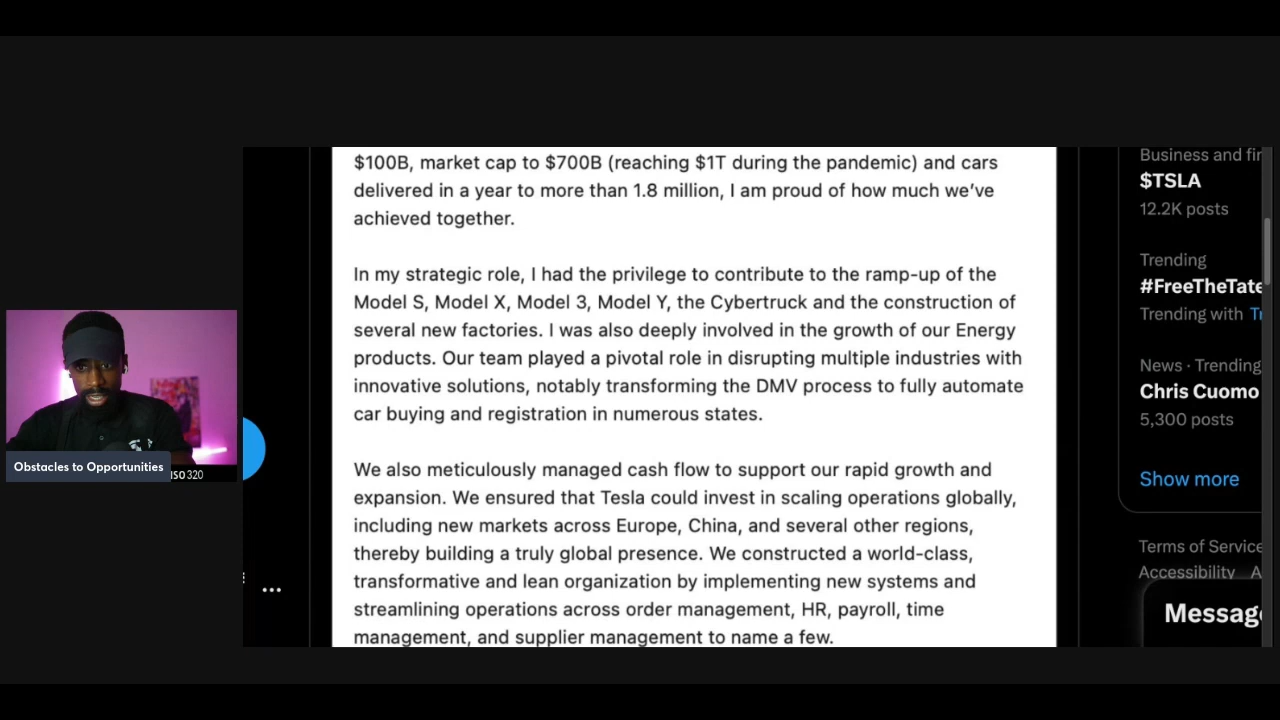 $100B, market cap to $700B (reaching $1T during the pandemic) and cars
delivered in a year to more than 1.8 million, I am proud of how much we’ve
achieved together.
In my strategic role, I had the privilege to contribute to the ramp-up of the
Model S, Model X, Model 3, Model Y, the Cybertruck and the construction of
several new factories. I was also deeply involved in the growth of our Energy
products. Our team played a pivotal role in disrupting multiple industries with
innovative solutions, notably transforming the DMV process to fully automate
car buying and registration in numerous states.
We also meticulously managed cash flow to support our rapid growth and
expansion. We ensured that Tesla could invest in scaling operations globally,
including new markets across Europe, China, and several other regions,
thereby building a truly global presence. We constructed a world-class,
transformative and lean organization by implementing new systems and
streamlining operations across order management, HR, payroll, time
management, and supplier management to name a few.
Business and fir
$TSLA
12.2K posts
Trending
#FreeTheTate
Trending with
News · Trending
Chris Cuomo
5,300 posts
Show more
Terms of Service
Accessibility
Messag
Obstacles to Opportunities
ISO 320